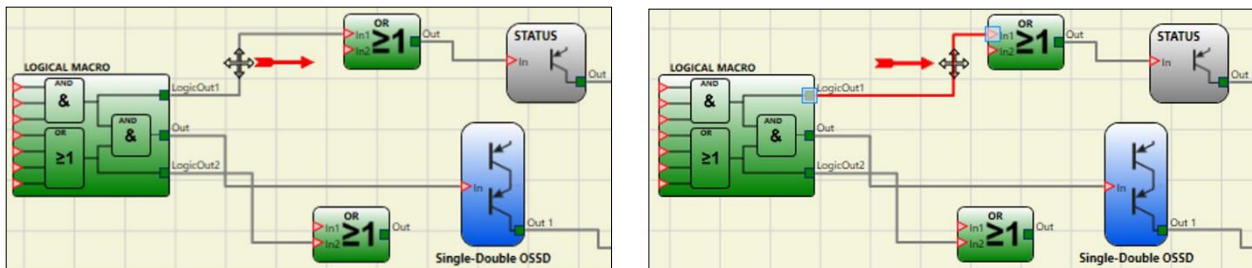 OR
≥1
In1
In2
Out
STATUS
In
Out
LOGICAL MACRO
AND
&
OR
≥1
AND
&
LogicOut1
Out
LogicOut2
In
Out 1
OR
≥1
In1
In2
Out
Single-Double OSSD
OR
≥1
In1
In2
Out
STATUS
In
Out
LOGICAL MACRO
AND
&
OR
≥1
AND
&
LogicOut1
Out
LogicOut2
In
Out 1
OR
≥1
In1
In2
Out
Single-Double OSSD